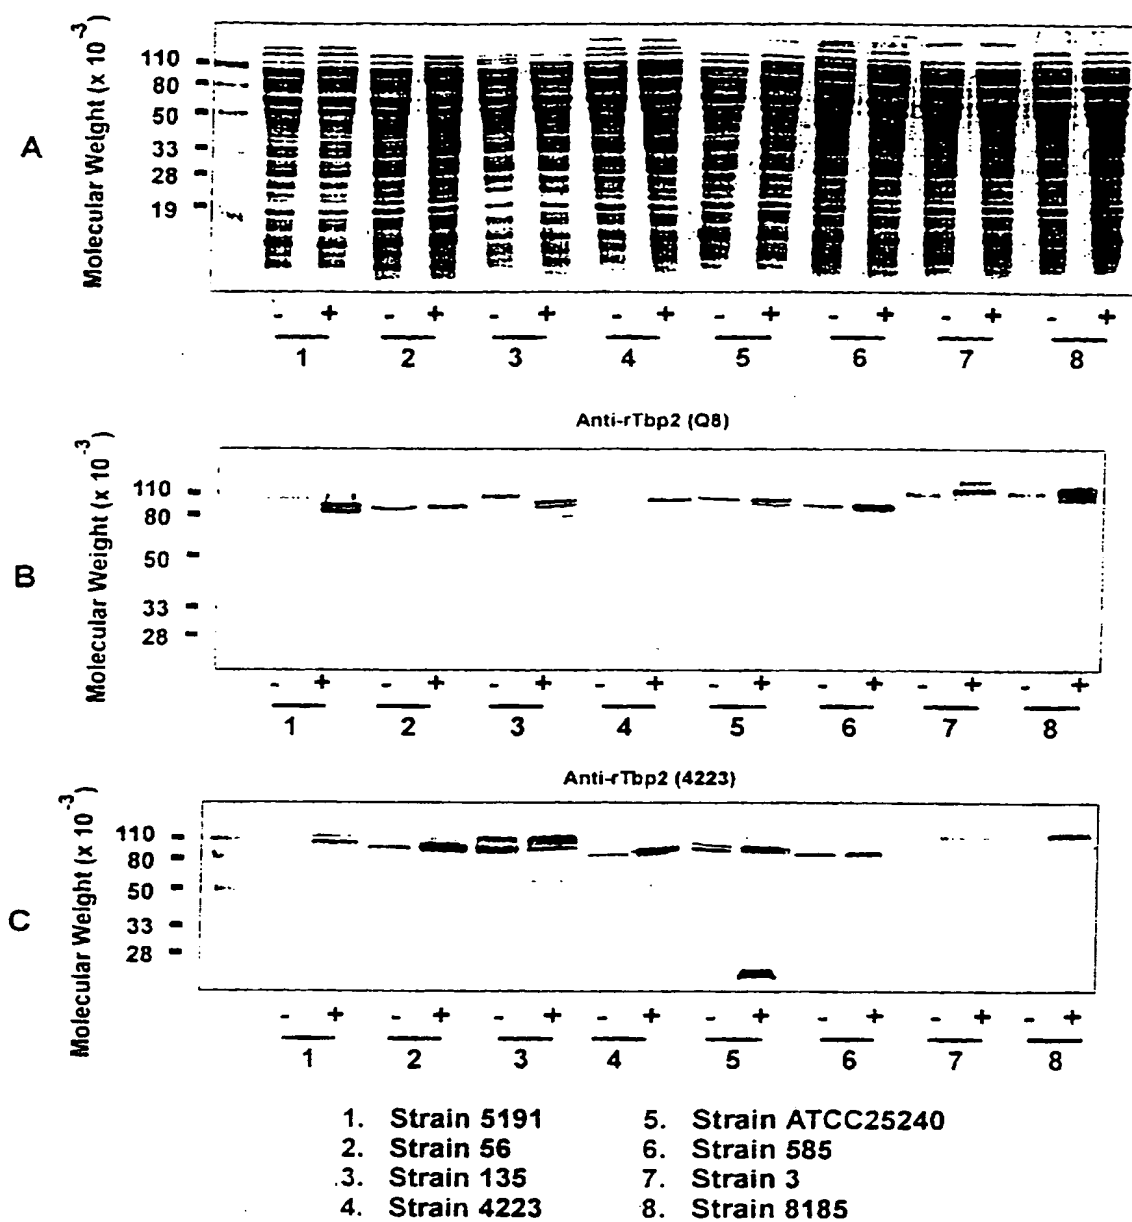 A
Molecular Weight (x 10⁻³)
110
80
50
33
28
19
- + - + - + - + - + - + - + - +
1 2 3 4 5 6 7 8
Anti-rTbp2 (Q8)
B
Molecular Weight (x 10⁻³)
110
80
50
33
28
- + - + - + - + - + - + - + - +
1 2 3 4 5 6 7 8
Anti-rTbp2 (4223)
C
Molecular Weight (x 10⁻³)
110
80
50
33
28
- + - + - + - + - + - + - + - +
1 2 3 4 5 6 7 8
1. Strain 5191
2. Strain 56
3. Strain 135
4. Strain 4223
5. Strain ATCC25240
6. Strain 585
7. Strain 3
8. Strain 8185